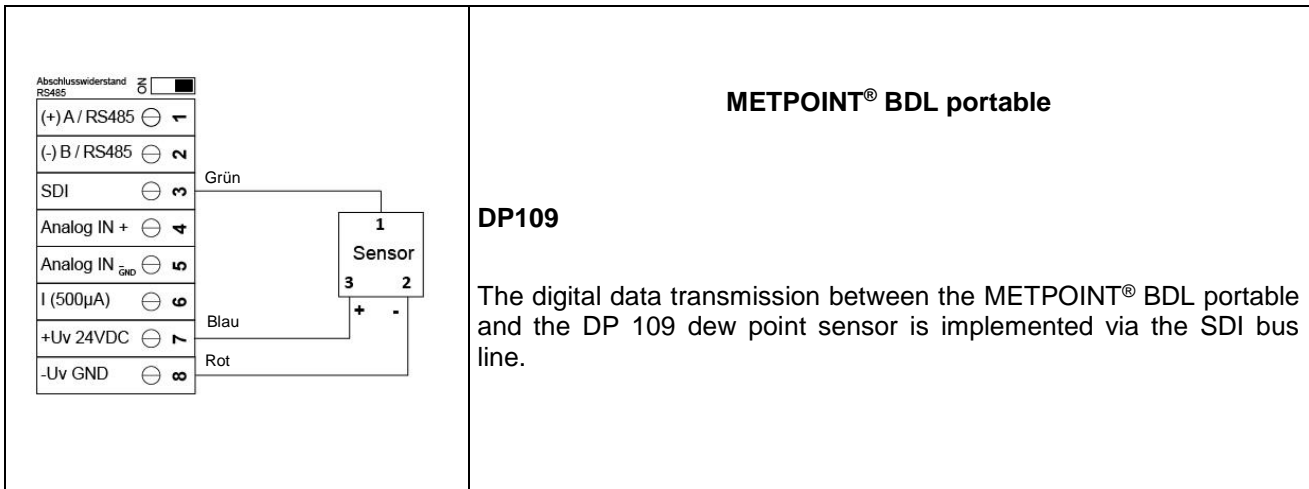 Abschlusswiderstand
RS485
ON
(+) A / RS485 1
(-) B / RS485 2
SDI 3
Analog IN + 4
Analog IN - GND 5
I (500µA) 6
+Uv 24VDC 7
-Uv GND 8
Grün
Blau
Rot
1
Sensor
3 2
+ -
METPOINT® BDL portable
DP109
The digital data transmission between the METPOINT® BDL portable
and the DP 109 dew point sensor is implemented via the SDI bus
line.